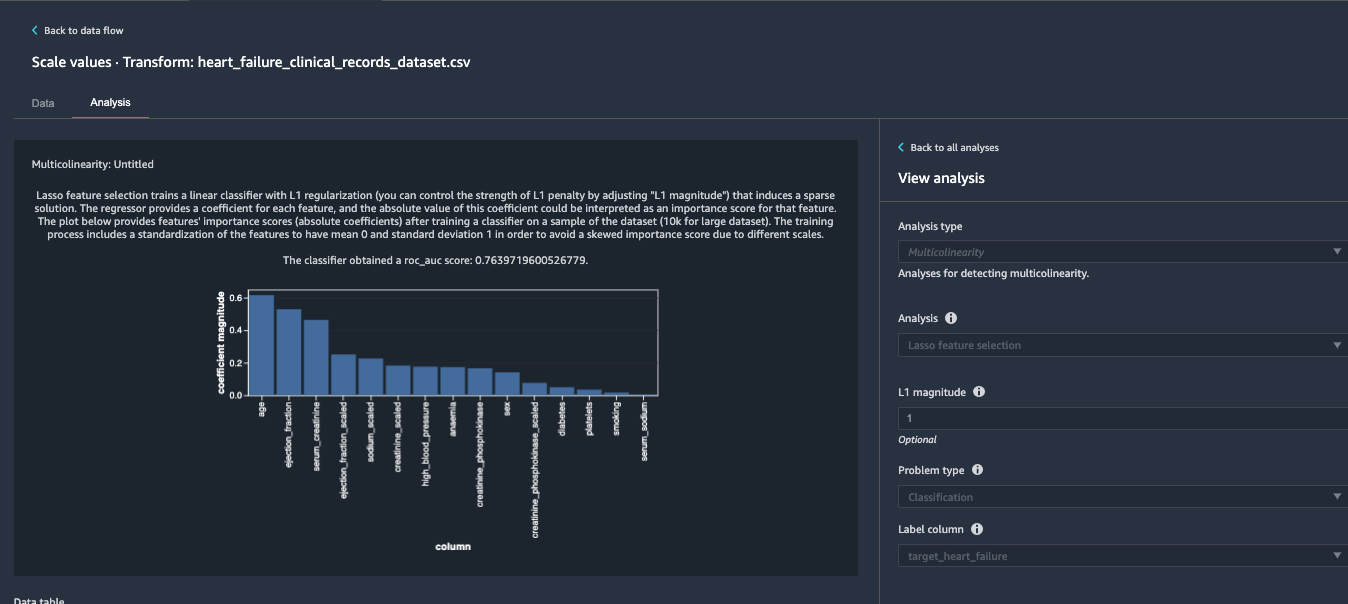 Back to data flow
Scale values · Transform: heart_failure_clinical_records_dataset.csv
Data
Analysis
Multicolinearity: Untitled
Lasso feature selection trains a linear classifier with L1 regularization (you can control the strength of L1 penalty by adjusting "L1 magnitude") that induces a sparse
solution. The regressor provides a coefficient for each feature, and the absolute value of this coefficient could be interpreted as an importance score for that feature.
The plot below provides features' importance scores (absolute coefficients) after training a classifier on a sample of the dataset (10k for large dataset). The training
process includes a standardization of the features to have mean 0 and standard deviation 1 in order to avoid a skewed importance score due to different scales.
The classifier obtained a roc_auc score: 0.7639719600526779.
coefficient magnitude
0.6
0.4
0.2
0.0
age
ejection_fraction
serum_creatinine
ejection_fraction_scaled
sodium_scaled
creatinine_scaled
high_blood_pressure
anaemia
creatinine_phosphokinase
sex
creatinine_phosphokinase_scaled
diabetes
platelets
smoking
serum_sodium
column
Data table
Back to all analyses
View analysis
Analysis type
Multicolinearity
Analyses for detecting multicolinearity.
Analysis
Lasso feature selection
L1 magnitude
1
Optional
Problem type
Classification
Label column
target_heart_failure